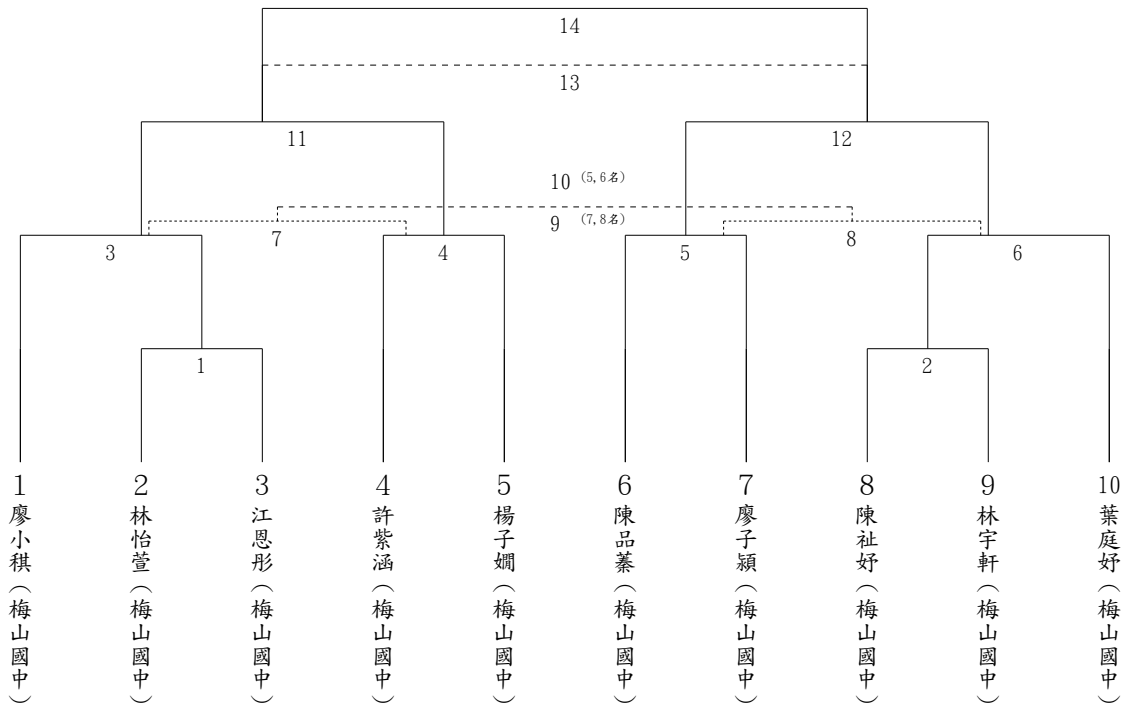 14
13
11
12
10 (5,6名)
9 (7,8名)
7
8
3
4
5
6
1
2
1 廖小稘（梅山國中）
2 林怡萱（梅山國中）
3 江恩彤（梅山國中）
4 許紫涵（梅山國中）
5 楊子嫺（梅山國中）
6 陳品蓁（梅山國中）
7 廖子潁（梅山國中）
8 陳祉妤（梅山國中）
9 林宇軒（梅山國中）
10 葉庭妤（梅山國中）